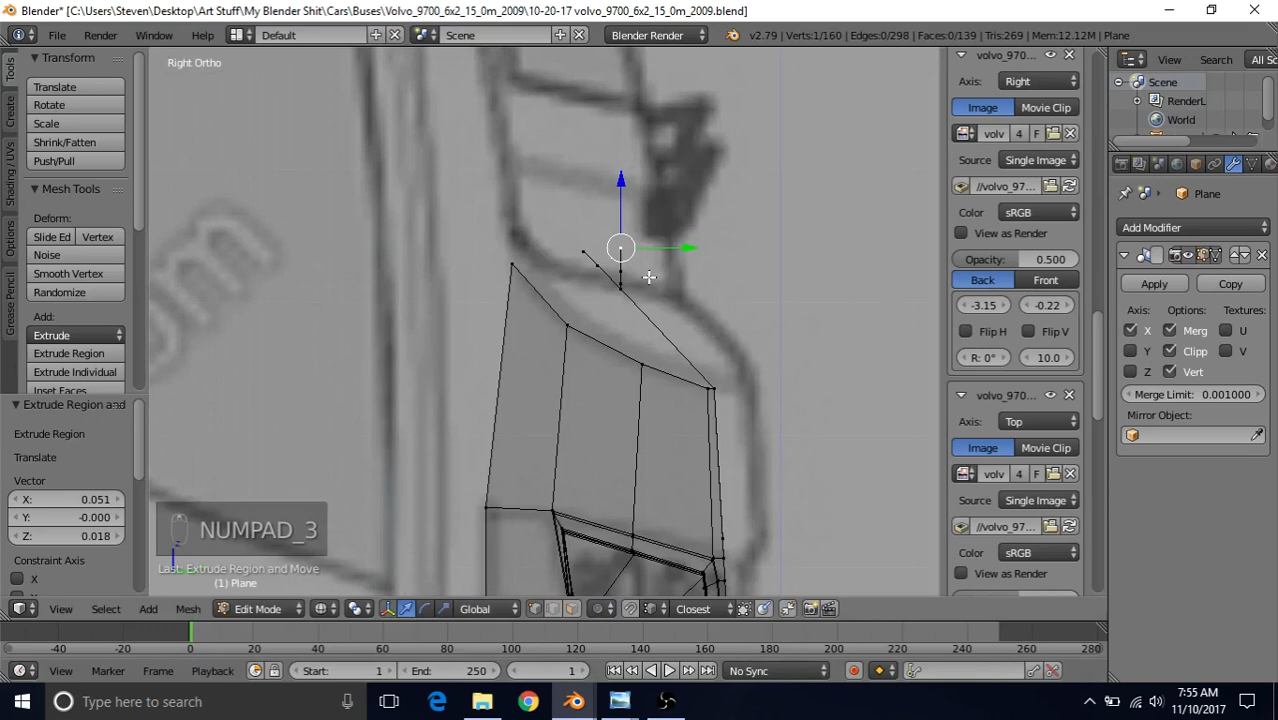 Blender* [C:\Users\Steven\Desktop\Art Stuff\My Blender Shit\Cars\Buses\Volvo_9700_6x2_15_0m_2009\10-20-17 volvo_9700_6x2_15_0m_2009.blend]
File Render Window Help Default Scene Blender Render v2.79 | Verts:1/160 | Edges:0/298 | Faces:0/139 | Tris:269 | Mem:12.12M | Plane
Tools
Create
Shading / UVs
Options
Grease Pencil
Transform
Translate
Rotate
Scale
Shrink/Fatten
Push/Pull
Mesh Tools
Deform:
Slide Ed Vertex
Noise
Smooth Vertex
Randomize
Add:
Extrude
Extrude Region
Extrude Individual
Inset Faces
Extrude Region and
Extrude Region
Translate
Vector
X: 0.051
Y: -0.000
Z: 0.018
Constraint Axis
X
Y
Right Ortho
NUMPAD_3
Last: Extrude Region and Move
(1) Plane
View Select Add Mesh Edit Mode Global Closest
-40 -20 0 20 40 60 80 100 120 140 160 180 200 220 240 260 280
View Marker Frame Playback Start: 1 End: 250 1 No Sync
volvo_970...
Axis: Right
Image Movie Clip
volv 4 F
Source: Single Image
//volvo_97...
Color sRGB
View as Render
Opacity: 0.500
Back Front
-3.15 -0.22
Flip H Flip V
R: 0° 10.0
volvo_970...
Axis: Top
Image Movie Clip
volv 4 F
Source: Single Image
//volvo_97...
Color: sRGB
View as Render
View Search All Sc
Scene
RenderL
World
Plane
Add Modifier
Apply Copy
Axis: Options: Textures:
X Merg U
Y Clipp V
Z Vert
Merge Limit: 0.001000
Mirror Object:
Type here to search
7:55 AM
11/10/2017